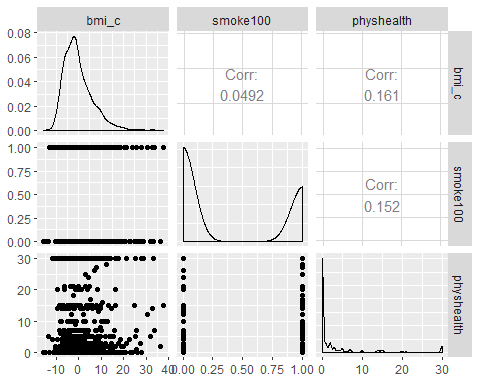 bmi_c smoke100 physhealth
0.08
0.06
0.04
0.02
0.00
Corr:
0.0492
Corr:
0.161
bmi_c
1.00
0.75
0.50
0.25
0.00
Corr:
0.152
smoke100
30
20
10
0
physhealth
-10 0 10 20 30 40
0.00 0.25 0.50 0.75 1.00
0 10 20 30